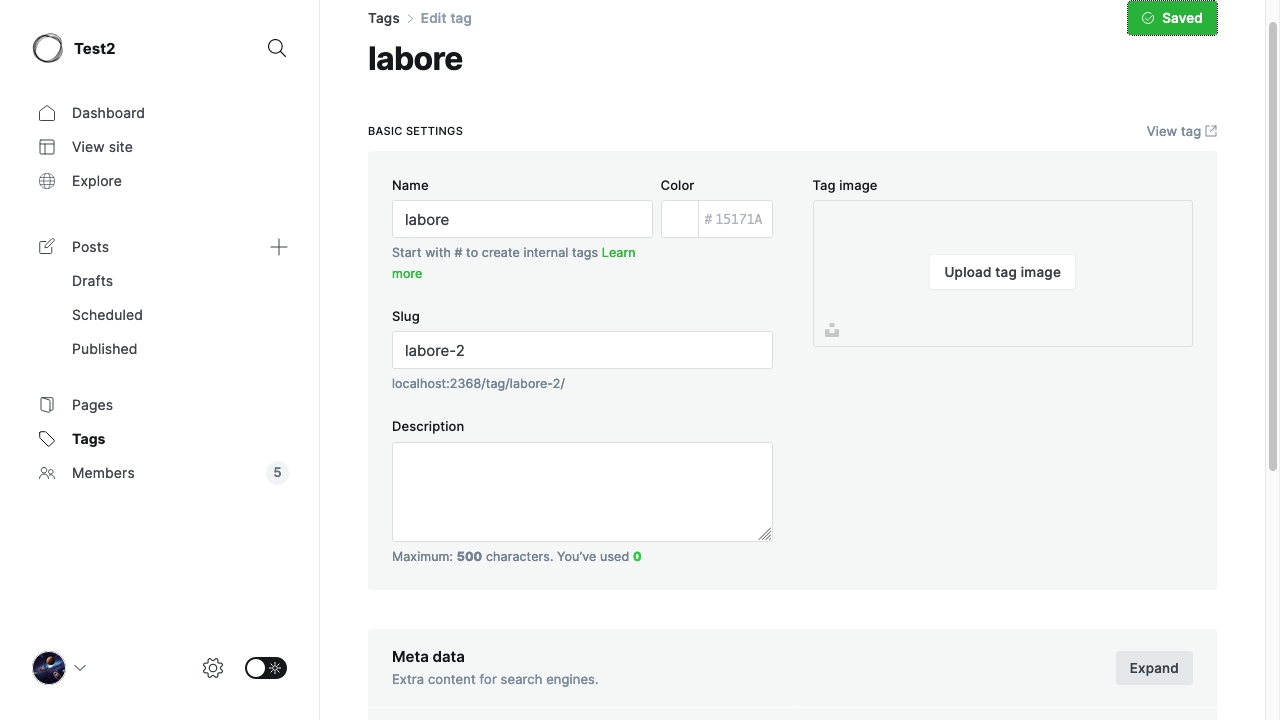 Test2
Dashboard
View site
Explore
Posts
Drafts
Scheduled
Published
Pages
Tags
Members
5
Tags
Edit tag
Saved
labore
BASIC SETTINGS
View tag
Name
labore
Start with # to create internal tags Learn
more
Color
# 15171A
Slug
labore-2
localhost:2368/tag/labore-2/
Description
Maximum: 500 characters. You’ve used 0
Tag image
Upload tag image
Meta data
Extra content for search engines.
Expand